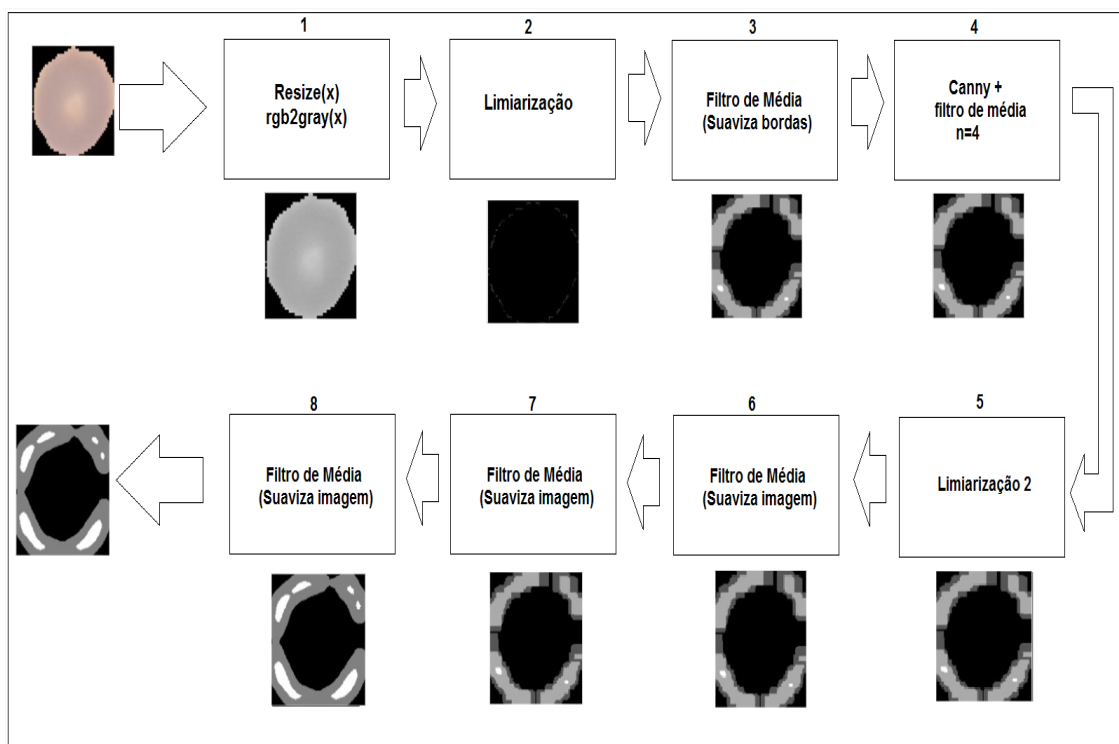 1
Resize(x)
rgb2gray(x)
2
Limiarização
3
Filtro de Média
(Suaviza bordas)
4
Canny +
filtro de média
n=4
5
Limiarização 2
6
Filtro de Média
(Suaviza imagem)
7
Filtro de Média
(Suaviza imagem)
8
Filtro de Média
(Suaviza imagem)